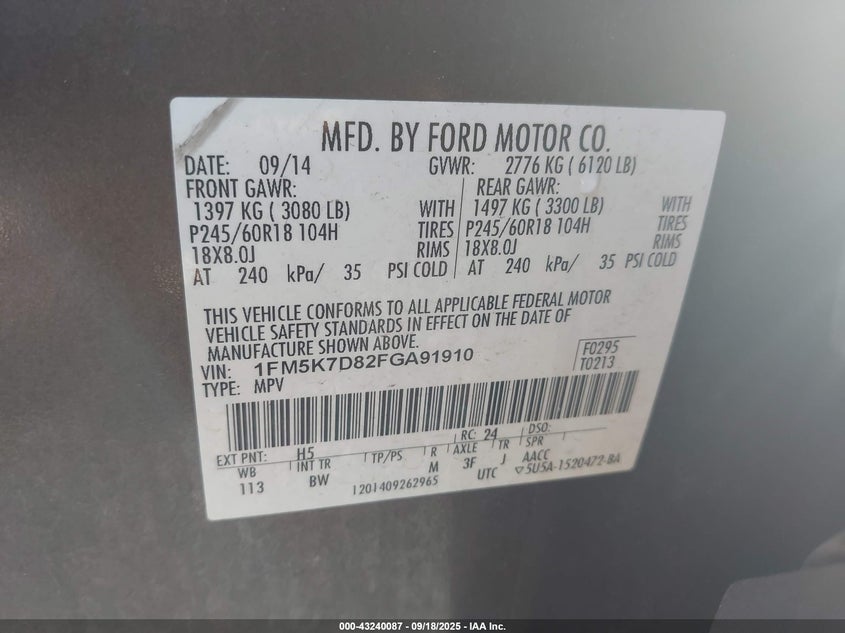 MFD. BY FORD MOTOR CO.
DATE: 09/14 GVWR: 2776 KG ( 6120 LB)
FRONT GAWR: REAR GAWR:
1397 KG ( 3080 LB) WITH 1497 KG ( 3300 LB) WITH
P245/60R18 104H TIRES P245/60R18 104H TIRES
18X8.0J RIMS 18X8.0J RIMS
AT 240 kPa/ 35 PSI COLD AT 240 kPa/ 35 PSI COLD
THIS VEHICLE CONFORMS TO ALL APPLICABLE FEDERAL MOTOR
VEHICLE SAFETY STANDARDS IN EFFECT ON THE DATE OF
MANUFACTURE SHOWN ABOVE.
VIN: 1FM5K7D82FGA91910 F0295
TYPE: MPV T0213
RC: 24 DSO:
EXT PNT: H5 
WB INT TR TP/PS R AXLE TR SPR
113 BW M 3F J AACC
1201409262965 UTC ▽5U5A-1520472-BA
000-43240087 - 09/18/2025 - IAA Inc.